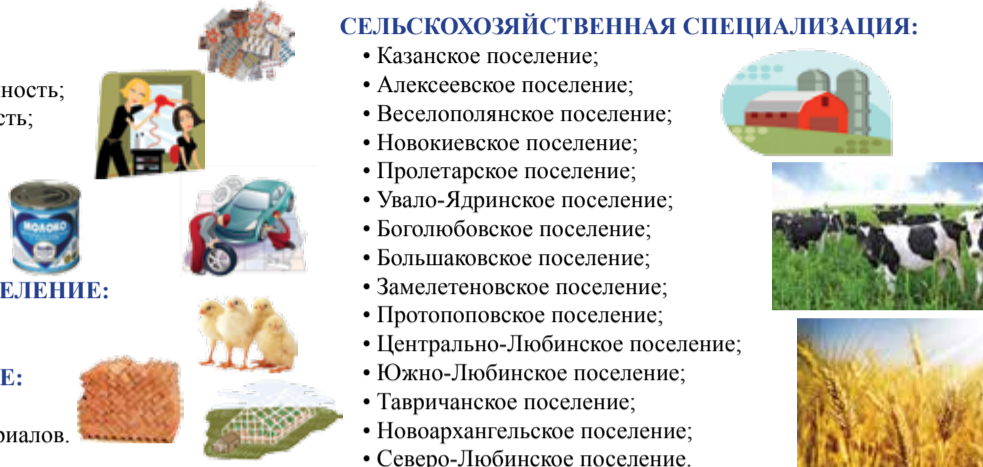 ность;
сть;
МОЛОКО
ЕЛЕНИЕ:
Е:
риалов.
СЕЛЬСКОХОЗЯЙСТВЕННАЯ СПЕЦИАЛИЗАЦИЯ:
• Казанское поселение;
• Алексеевское поселение;
• Веселополянское поселение;
• Новокиевское поселение;
• Пролетарское поселение;
• Увало-Ядринское поселение;
• Боголюбовское поселение;
• Большаковское поселение;
• Замелетеновское поселение;
• Протопоповское поселение;
• Центрально-Любинское поселение;
• Южно-Любинское поселение;
• Тавричанское поселение;
• Новоархангельское поселение;
• Северо-Любинское поселение.